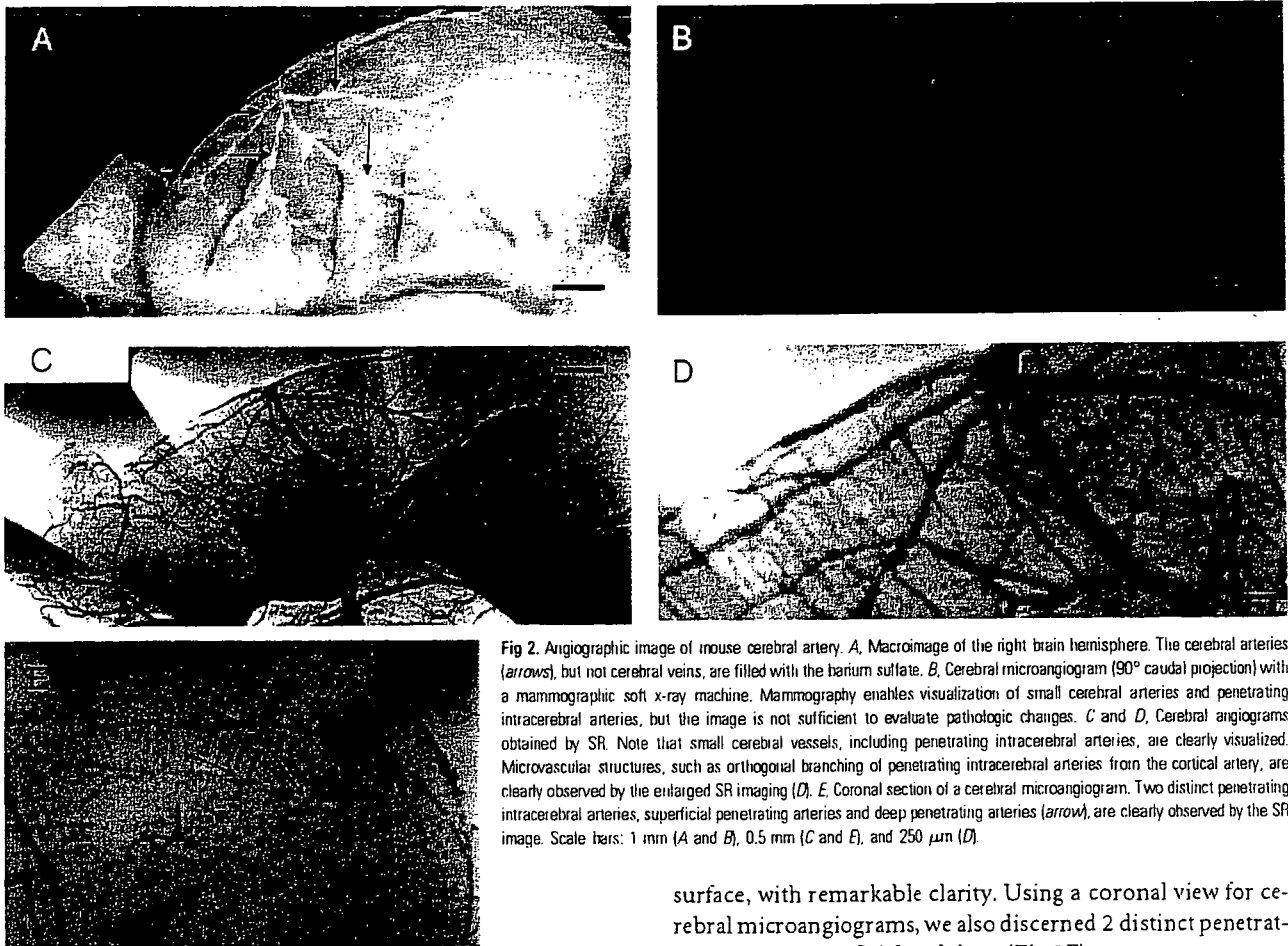 A
B
C
D
E
Fig 2. Angiographic image of mouse cerebral artery. A, Macroimage of the right brain hemisphere. The cerebral arteries
(arrows), but not cerebral veins, are filled with the barium sulfate. B, Cerebral microangiogram (90° caudal projection) with
a mammographic soft x-ray machine. Mammography enables visualization of small cerebral arteries and penetrating
intracerebral arteries, but the image is not sufficient to evaluate pathologic changes. C and D, Cerebral angiograms
obtained by SR. Note that small cerebral vessels, including penetrating intracerebral arteries, are clearly visualized.
Microvascular structures, such as orthogonal branching of penetrating intracerebral arteries from the cortical artery, are
clearly observed by the enlarged SR imaging (D). E, Coronal section of a cerebral microangiogram. Two distinct penetrating
intracerebral arteries, superficial penetrating arteries and deep penetrating arteries (arrow), are clearly observed by the SR
image. Scale bars: 1 mm (A and B), 0.5 mm (C and E), and 250 μm (D).
surface, with remarkable clarity. Using a coronal view for ce-
rebral microangiograms, we also discerned 2 distinct penetrat-